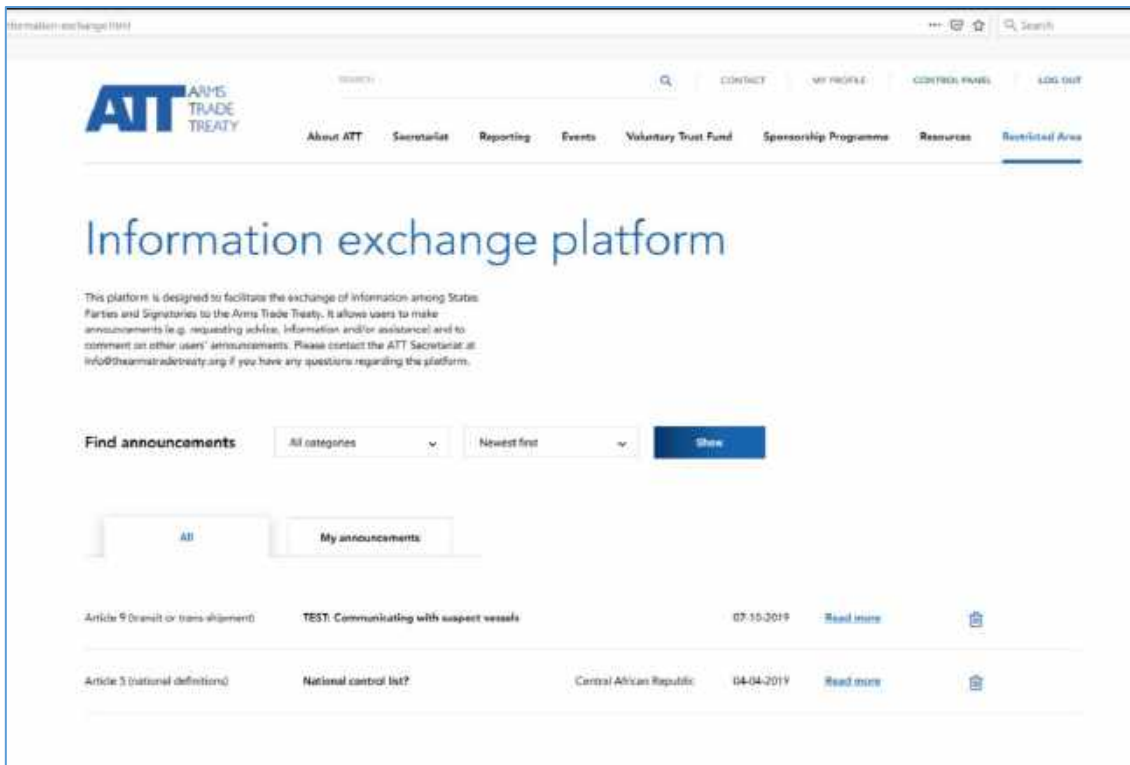 information-exchange.html
Search
ATT ARMS
TRADE
TREATY
SEARCH
CONTACT
MY PROFILE
CONTROL PANEL
LOG OUT
About ATT
Secretariat
Reporting
Events
Voluntary Trust Fund
Sponsorship Programme
Resources
Restricted Area
Information exchange platform
This platform is designed to facilitate the exchange of information among States
Parties and Signatories to the Arms Trade Treaty. It allows users to make
announcements (e.g. requesting advice, information and/or assistance) and to
comment on other users' announcements. Please contact the ATT Secretariat at
info@thearmstradetreaty.org if you have any questions regarding the platform.
Find announcements
All categories
Newest first
Show
All
My announcements
Article 9 (transit or trans-shipment) TEST: Communicating with suspect vessels 07-10-2019 Read more
Article 5 (national definitions) National control list? Central African Republic 04-04-2019 Read more